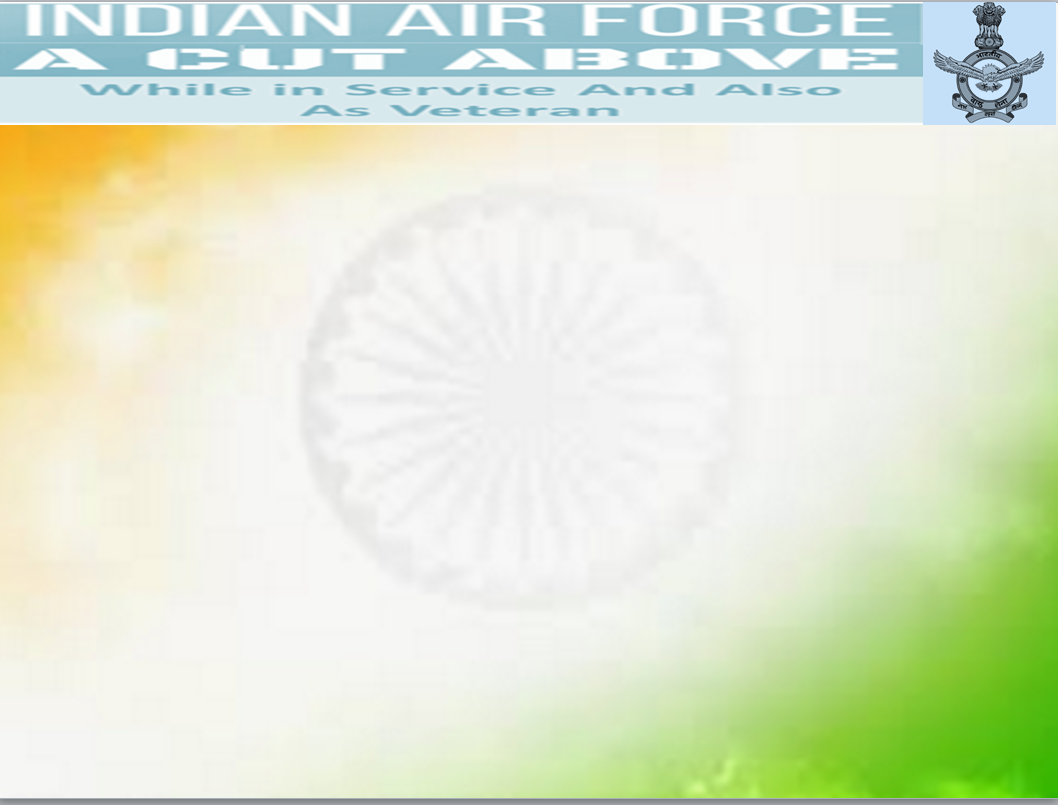 INDIAN AIR FORCE
A CUT ABOVE
While in Service And Also
As Veteran